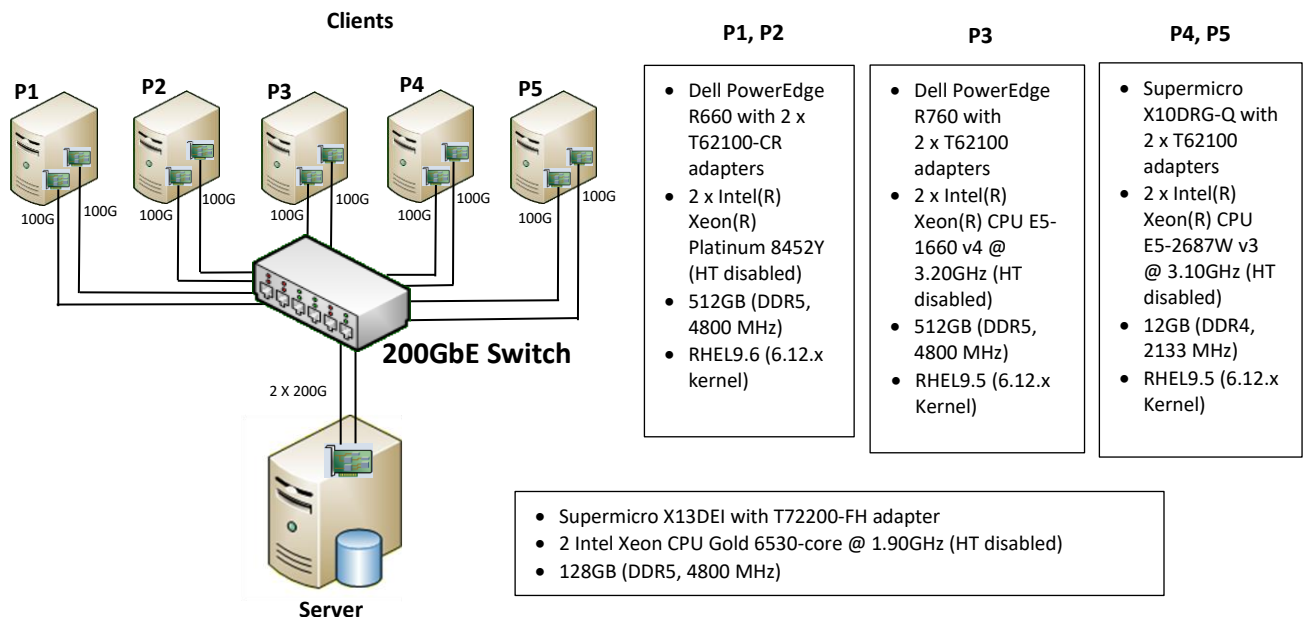 Clients
P1
P2
P3
P4
P5
100G
100G
100G
100G
100G
100G
100G
100G
100G
100G
200GbE Switch
2 X 200G
Server
P1, P2
• Dell PowerEdge
R660 with 2 x
T62100-CR
adapters
• 2 x Intel(R)
Xeon(R)
Platinum 8452Y
(HT disabled)
• 512GB (DDR5,
4800 MHz)
• RHEL9.6 (6.12.x
kernel)
P3
• Dell PowerEdge
R760 with
2 x T62100
adapters
• 2 x Intel(R)
Xeon(R) CPU E5-
1660 v4 @
3.20GHz (HT
disabled)
• 512GB (DDR5,
4800 MHz)
• RHEL9.5 (6.12.x
Kernel)
P4, P5
• Supermicro
X10DRG-Q with
2 x T62100
adapters
• 2 x Intel(R)
Xeon(R) CPU
E5-2687W v3
@ 3.10GHz (HT
disabled)
• 12GB (DDR4,
2133 MHz)
• RHEL9.5 (6.12.x
Kernel)
• Supermicro X13DEI with T72200-FH adapter
• 2 Intel Xeon CPU Gold 6530-core @ 1.90GHz (HT disabled)
• 128GB (DDR5, 4800 MHz)